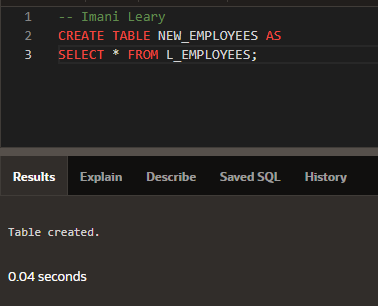 1 -- Imani Leary
2 CREATE TABLE NEW_EMPLOYEES AS
3 SELECT * FROM L_EMPLOYEES;
Results Explain Describe Saved SQL History
Table created.
0.04 seconds